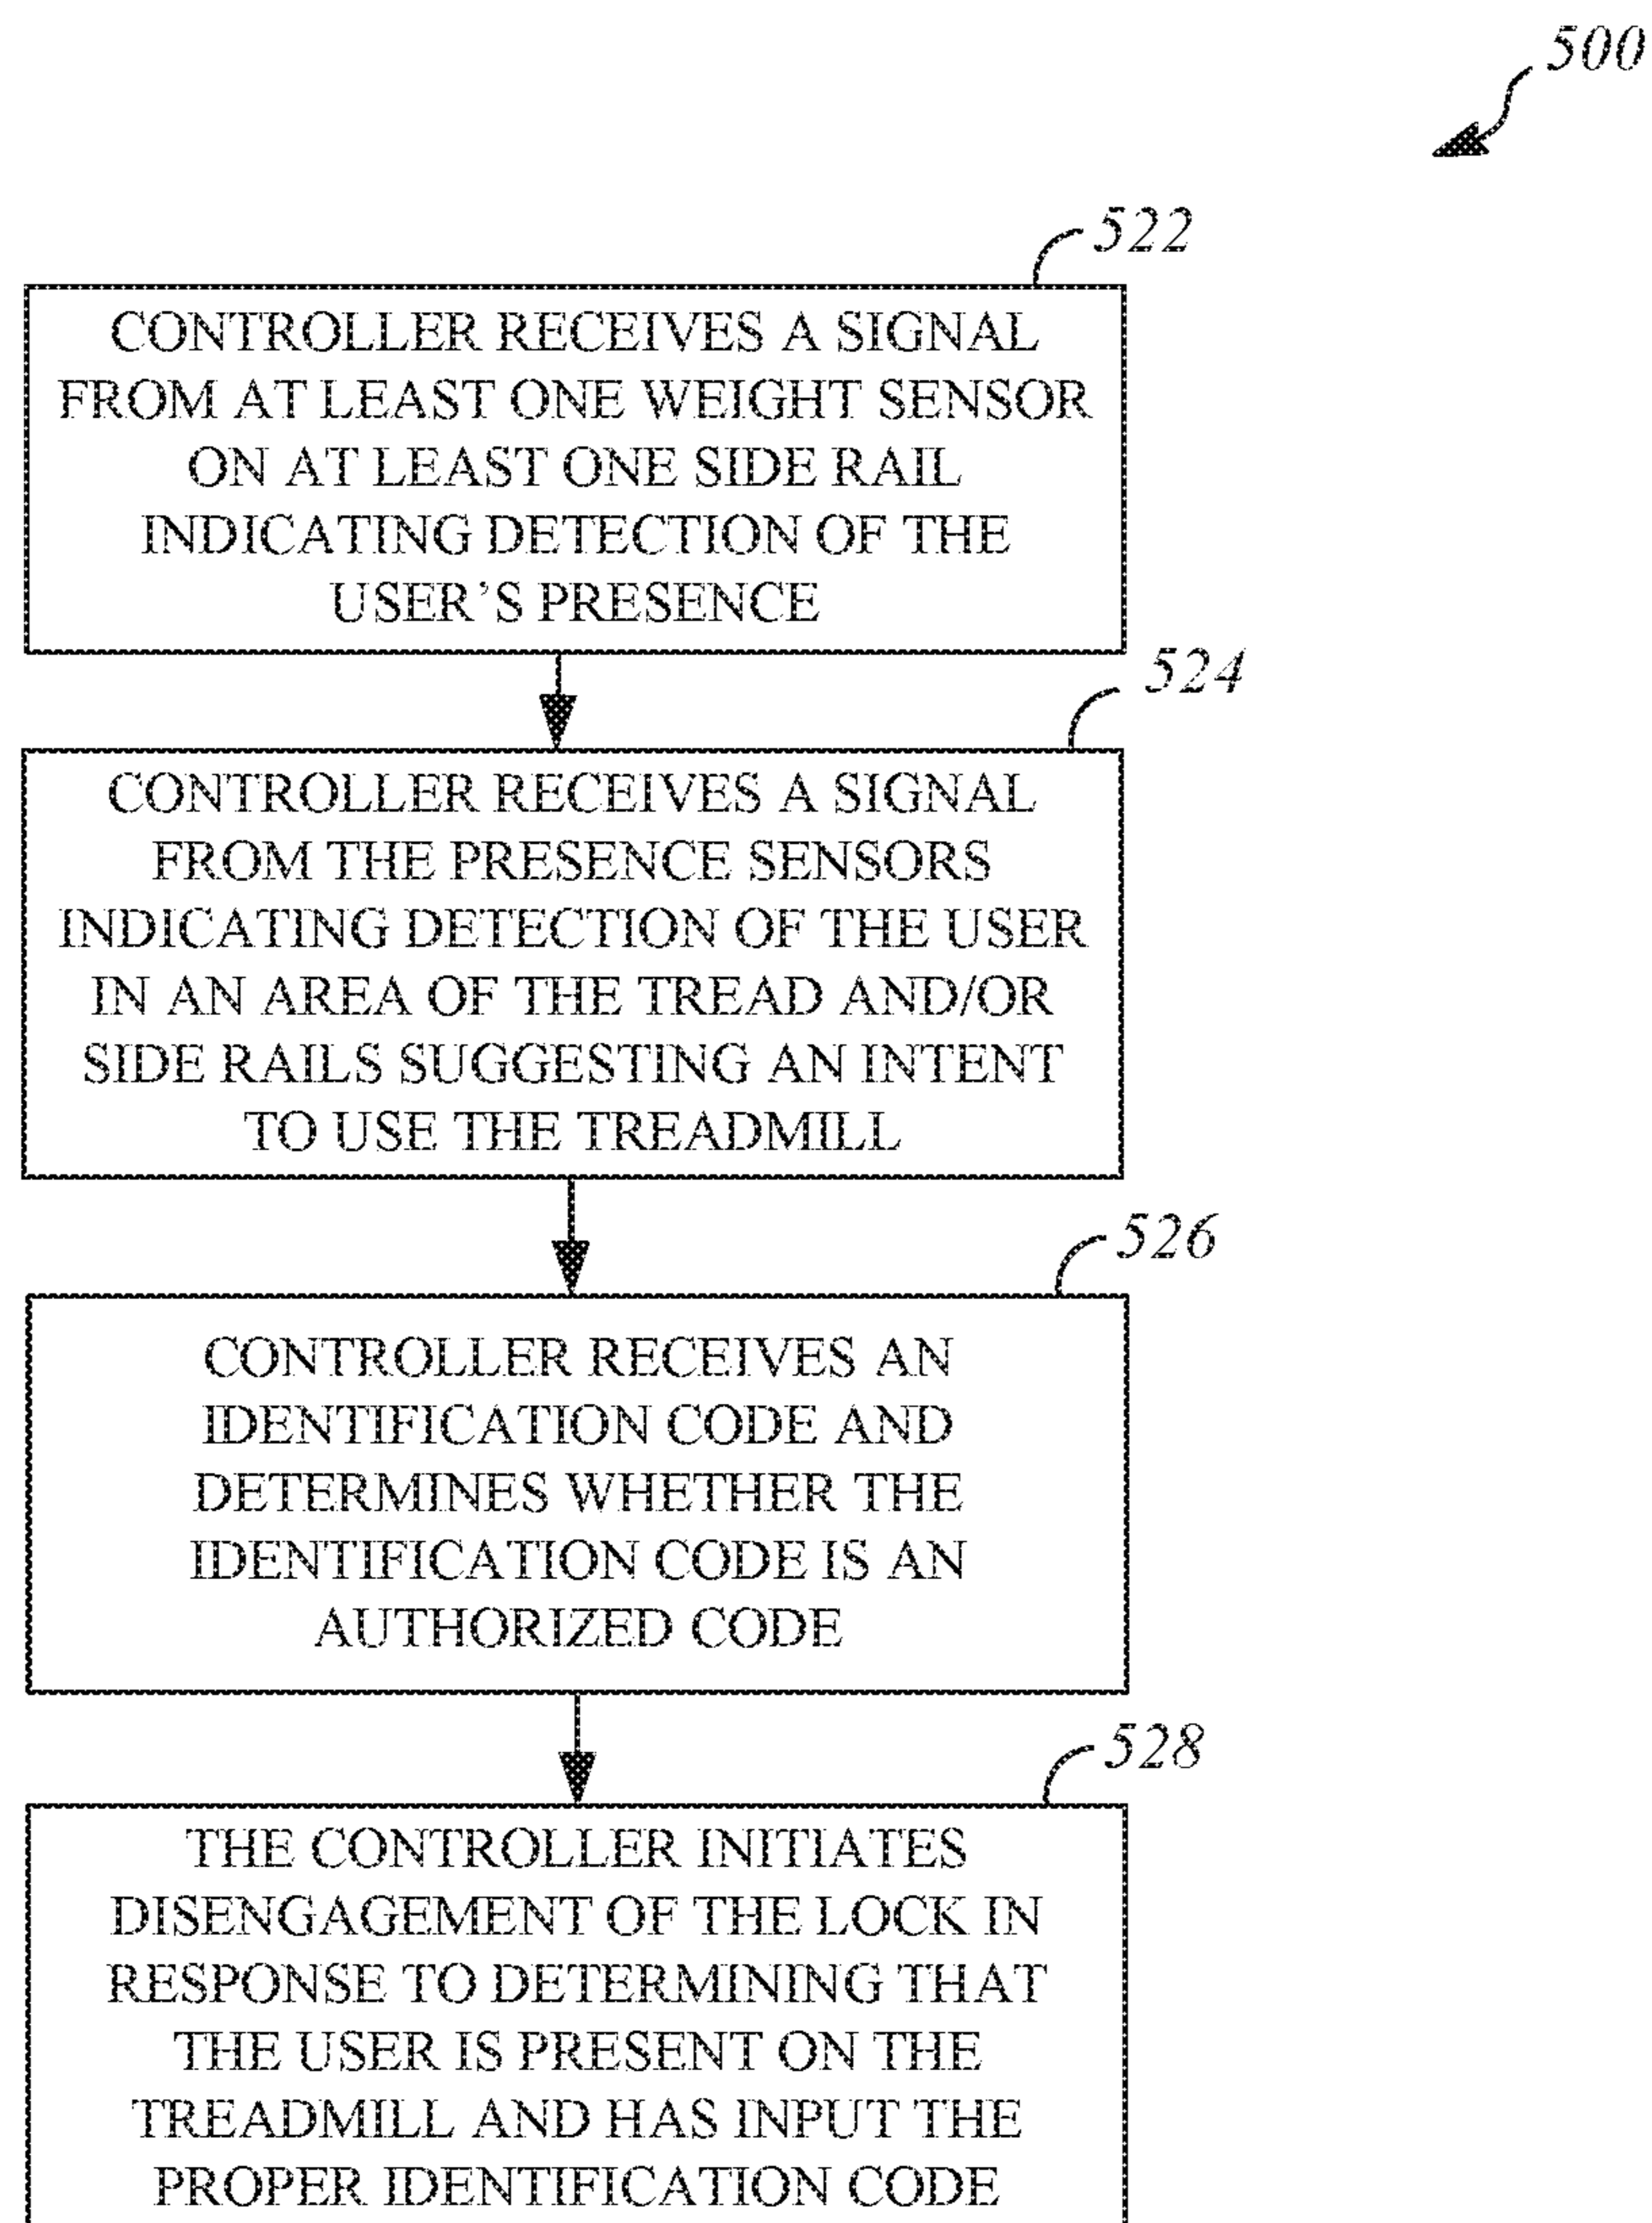 500
522
CONTROLLER RECEIVES A SIGNAL
FROM AT LEAST ONE WEIGHT SENSOR
ON AT LEAST ONE SIDE RAIL
INDICATING DETECTION OF THE
USER'S PRESENCE
524
CONTROLLER RECEIVES A SIGNAL
FROM THE PRESENCE SENSORS
INDICATING DETECTION OF THE USER
IN AN AREA OF THE TREAD AND/OR
SIDE RAILS SUGGESTING AN INTENT
TO USE THE TREADMILL
526
CONTROLLER RECEIVES AN
IDENTIFICATION CODE AND
DETERMINES WHETHER THE
IDENTIFICATION CODE IS AN
AUTHORIZED CODE
528
THE CONTROLLER INITIATES
DISENGAGEMENT OF THE LOCK IN
RESPONSE TO DETERMINING THAT
THE USER IS PRESENT ON THE
TREADMILL AND HAS INPUT THE
PROPER IDENTIFICATION CODE